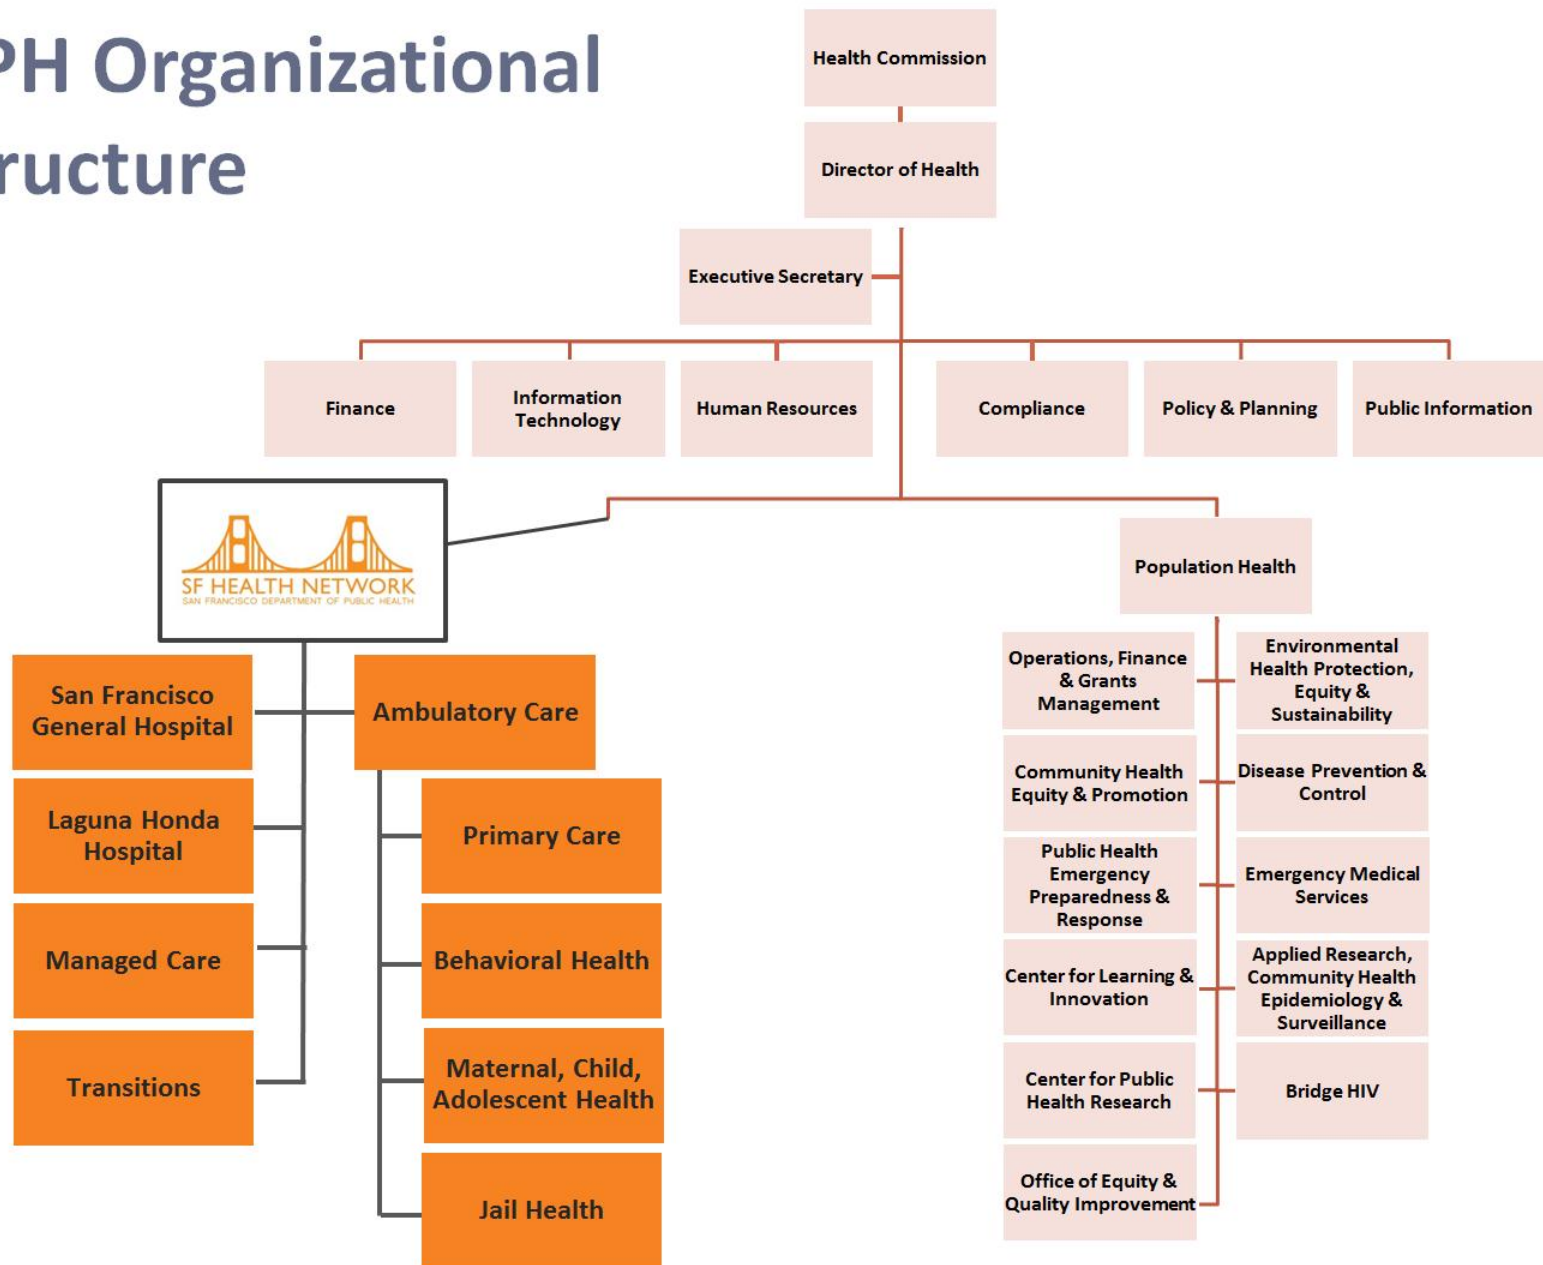 PH Organizational
ructure
Health Commission
Director of Health
Executive Secretary
Finance
Information
Technology
Human Resources
Compliance
Policy & Planning
Public Information
SF HEALTH NETWORK
SAN FRANCISCO DEPARTMENT OF PUBLIC HEALTH
San Francisco
General Hospital
Laguna Honda
Hospital
Managed Care
Transitions
Ambulatory Care
Primary Care
Behavioral Health
Maternal, Child,
Adolescent Health
Jail Health
Population Health
Operations, Finance
& Grants
Management
Environmental
Health Protection,
Equity &
Sustainability
Community Health
Equity & Promotion
Disease Prevention &
Control
Public Health
Emergency
Preparedness &
Response
Emergency Medical
Services
Center for Learning &
Innovation
Applied Research,
Community Health
Epidemiology &
Surveillance
Center for Public
Health Research
Bridge HIV
Office of Equity &
Quality Improvement